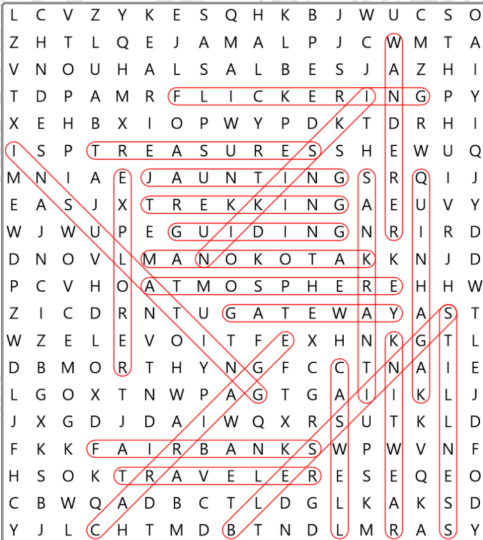 L C V Z Y K E S Q H K B J W U C S O
Z H T L Q E J A M A L P J C W M T A
V N O U H A L S A L B E S J A Z H I
T D P A M R F L I C K E R I N G P Y
X E H B X I O P W Y P D K T D R H I
I S P T R E A S U R E S S H E W U Q
M N I A E J A U N T I N G S R Q I J
E A S J X T R E K K I N G A E U V Y
W J W U P E G U I D I N G N R I R D
D N O V L M A N O K O T A K K N J D
P C V H O A T M O S P H E R E H H W
Z I C D R N T U G A T E W A Y A S T
W Z E L E V O I T F E X H N K G T L
D B M O R T H Y N G F C C T N A I E
L G O X T N W P A G T G A I I K L J
J X G D J D A I W Q X R S U T K L D
F K K F A I R B A N K S W P W V N F
H S O K T R A V E L E R E S E Q E O
C B W Q A D B C T L D G L K A K S D
Y J L C H T M D B T N D L M R A S Y